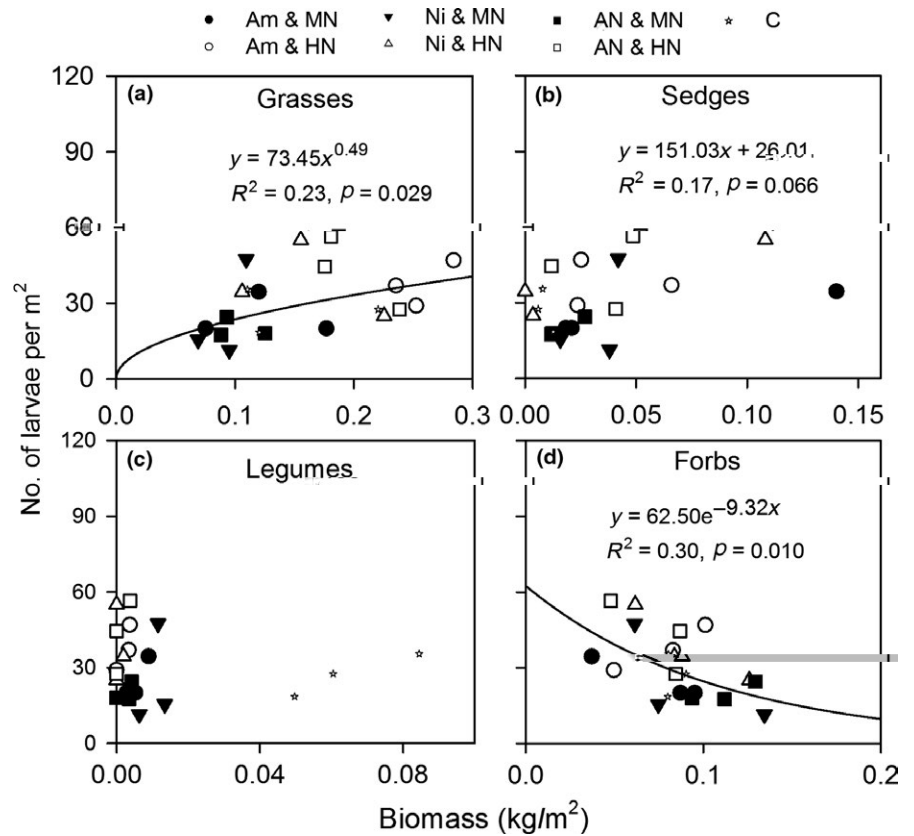 Am & MN Ni & MN AN & MN C
Am & HN Ni & HN AN & HN
120
90
60
30
0
(a) Grasses
y = 73.45x^0.49
R² = 0.23, p = 0.029
0.0 0.1 0.2 0.3
(b) Sedges
y = 151.03x + 26.01,
R² = 0.17, p = 0.066
0.00 0.05 0.10 0.15
No. of larvae per m²
120
90
60
30
0
(c) Legumes
0.00 0.04 0.08
(d) Forbs
y = 62.50e^–9.32x
R² = 0.30, p = 0.010
0.0 0.1 0.2
Biomass (kg/m²)